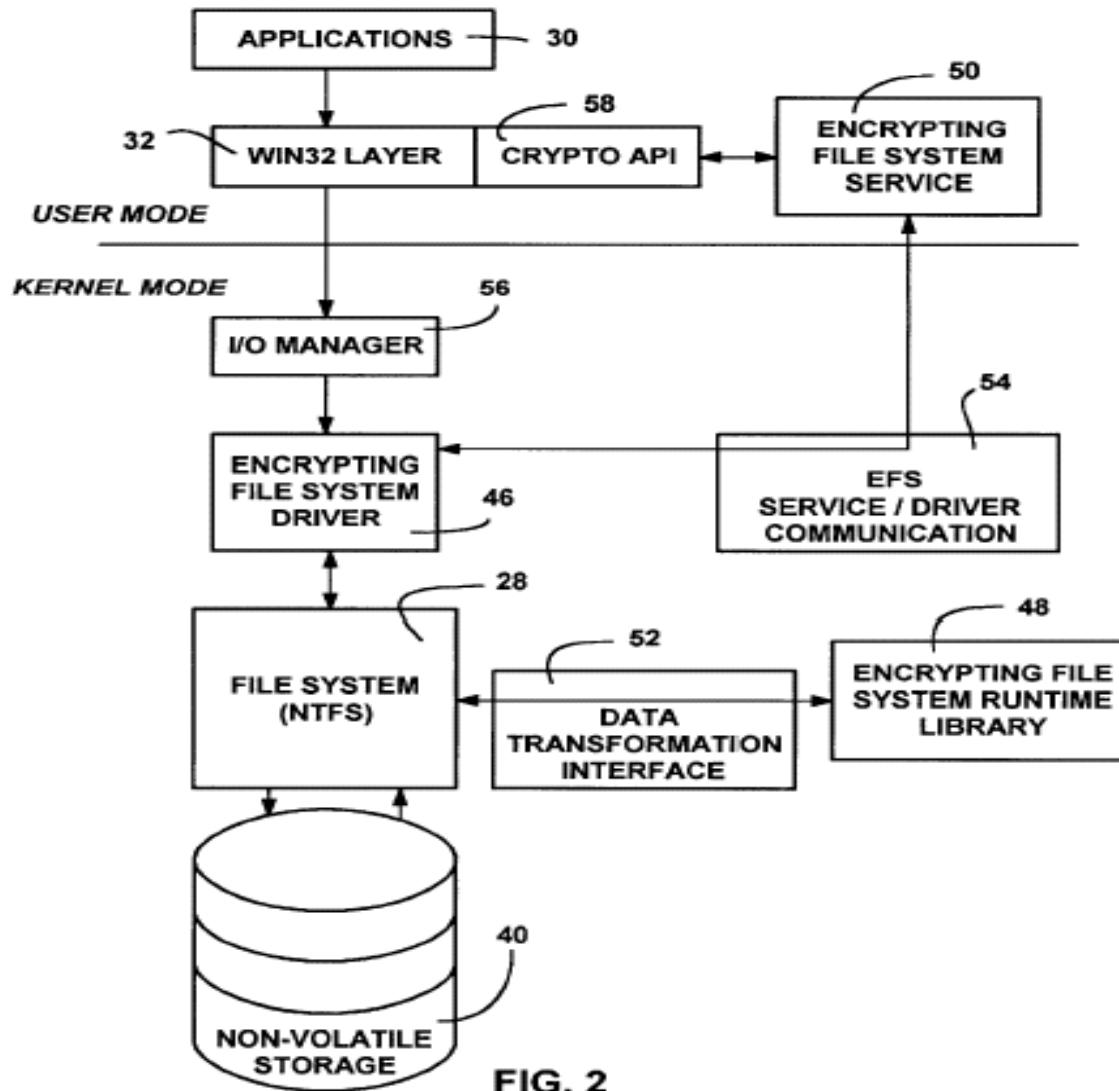 APPLICATIONS
30
58
50
32
WIN32 LAYER
CRYPTO API
ENCRYPTING
FILE SYSTEM
SERVICE
USER MODE
KERNEL MODE
56
I/O MANAGER
54
ENCRYPTING
FILE SYSTEM
DRIVER
46
EFS
SERVICE / DRIVER
COMMUNICATION
28
48
52
FILE SYSTEM
(NTFS)
DATA
TRANSFORMATION
INTERFACE
ENCRYPTING FILE
SYSTEM RUNTIME
LIBRARY
40
NON-VOLATILE
STORAGE
FIG. 2